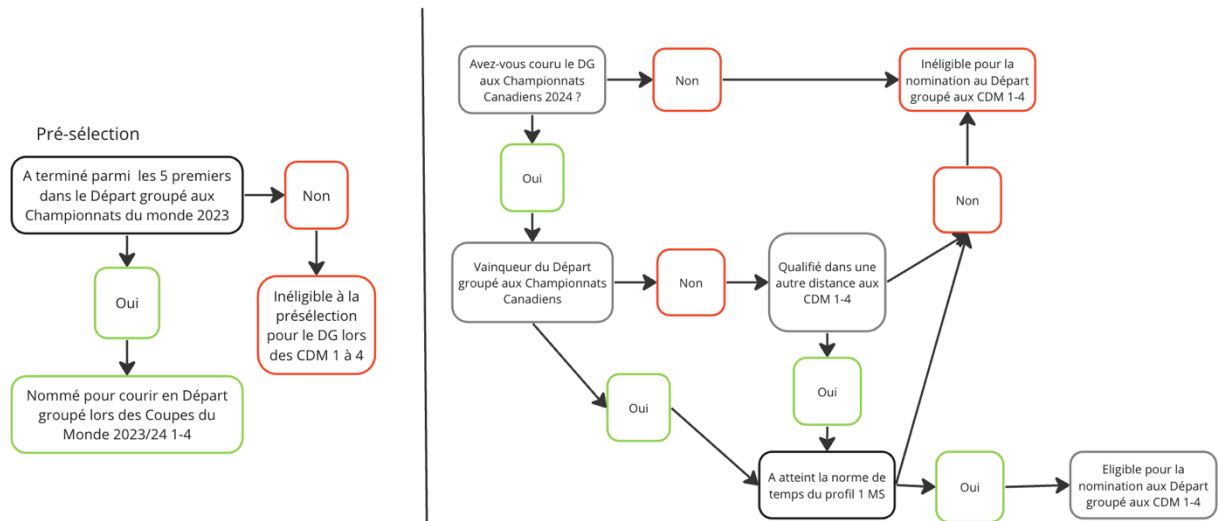 Pré-sélection
A terminé parmi les 5 premiers
dans le Départ groupé aux
Championnats du monde 2023
Non
Oui
Inéligible à la
présélection
pour le DG lors
des CDM 1 à 4
Nommé pour courir en Départ
groupé lors des Coupes du
Monde 2023/24 1-4
Avez-vous couru le DG
aux Championnats
Canadiens 2024 ?
Non
Inéligible pour la
nomination au Départ
groupé aux CDM 1-4
Oui
Non
Vainqueur du Départ
groupé aux Championnats
Canadiens
Non
Qualifié dans une
autre distance aux
CDM 1-4
Oui
Oui
A atteint la norme de
temps du profil 1 MS
Oui
Eligible pour la
nomination aux Départ
groupé aux CDM 1-4